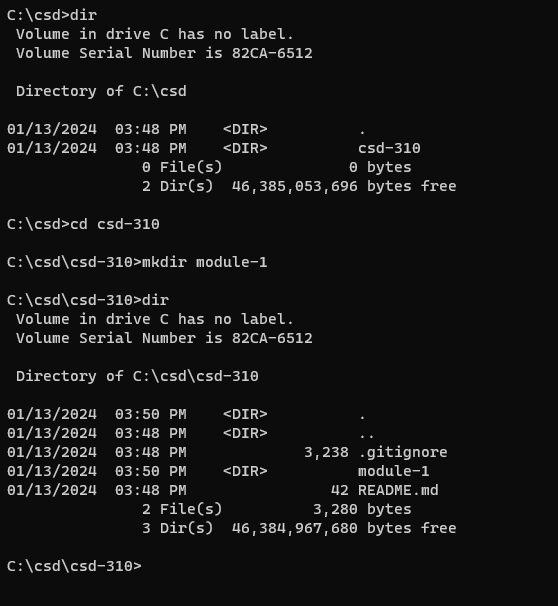 C:\csd>dir
 Volume in drive C has no label.
 Volume Serial Number is 82CA-6512

 Directory of C:\csd

01/13/2024  03:48 PM    <DIR>          .
01/13/2024  03:48 PM    <DIR>          csd-310
               0 File(s)              0 bytes
               2 Dir(s)  46,385,053,696 bytes free

C:\csd>cd csd-310

C:\csd\csd-310>mkdir module-1

C:\csd\csd-310>dir
 Volume in drive C has no label.
 Volume Serial Number is 82CA-6512

 Directory of C:\csd\csd-310

01/13/2024  03:50 PM    <DIR>          .
01/13/2024  03:48 PM    <DIR>          ..
01/13/2024  03:48 PM             3,238 .gitignore
01/13/2024  03:50 PM    <DIR>          module-1
01/13/2024  03:48 PM                42 README.md
               2 File(s)          3,280 bytes
               3 Dir(s)  46,384,967,680 bytes free

C:\csd\csd-310>